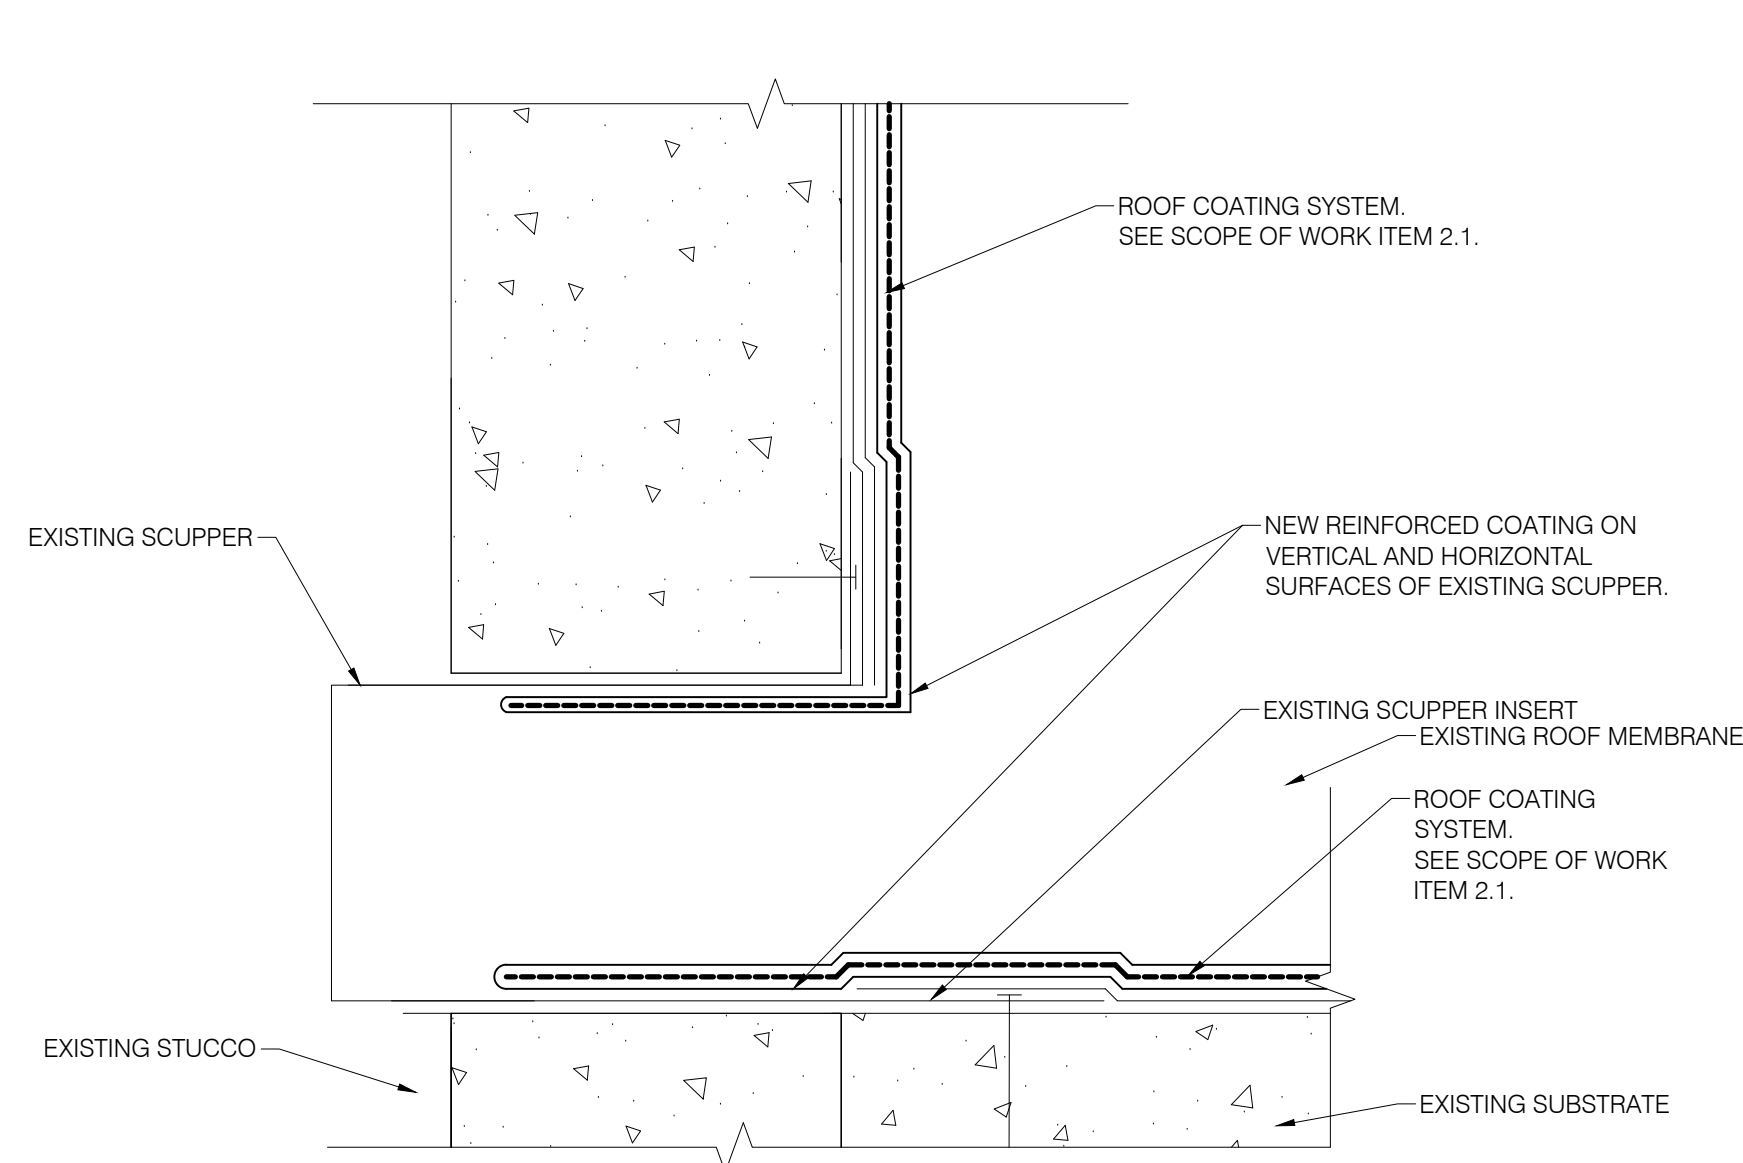 ROOF COATING SYSTEM.
SEE SCOPE OF WORK ITEM 2.1.
EXISTING SCUPPER
NEW REINFORCED COATING ON
VERTICAL AND HORIZONTAL
SURFACES OF EXISTING SCUPPER.
EXISTING SCUPPER INSERT
EXISTING ROOF MEMBRANE
ROOF COATING
SYSTEM.
SEE SCOPE OF WORK
ITEM 2.1.
EXISTING STUCCO
EXISTING SUBSTRATE